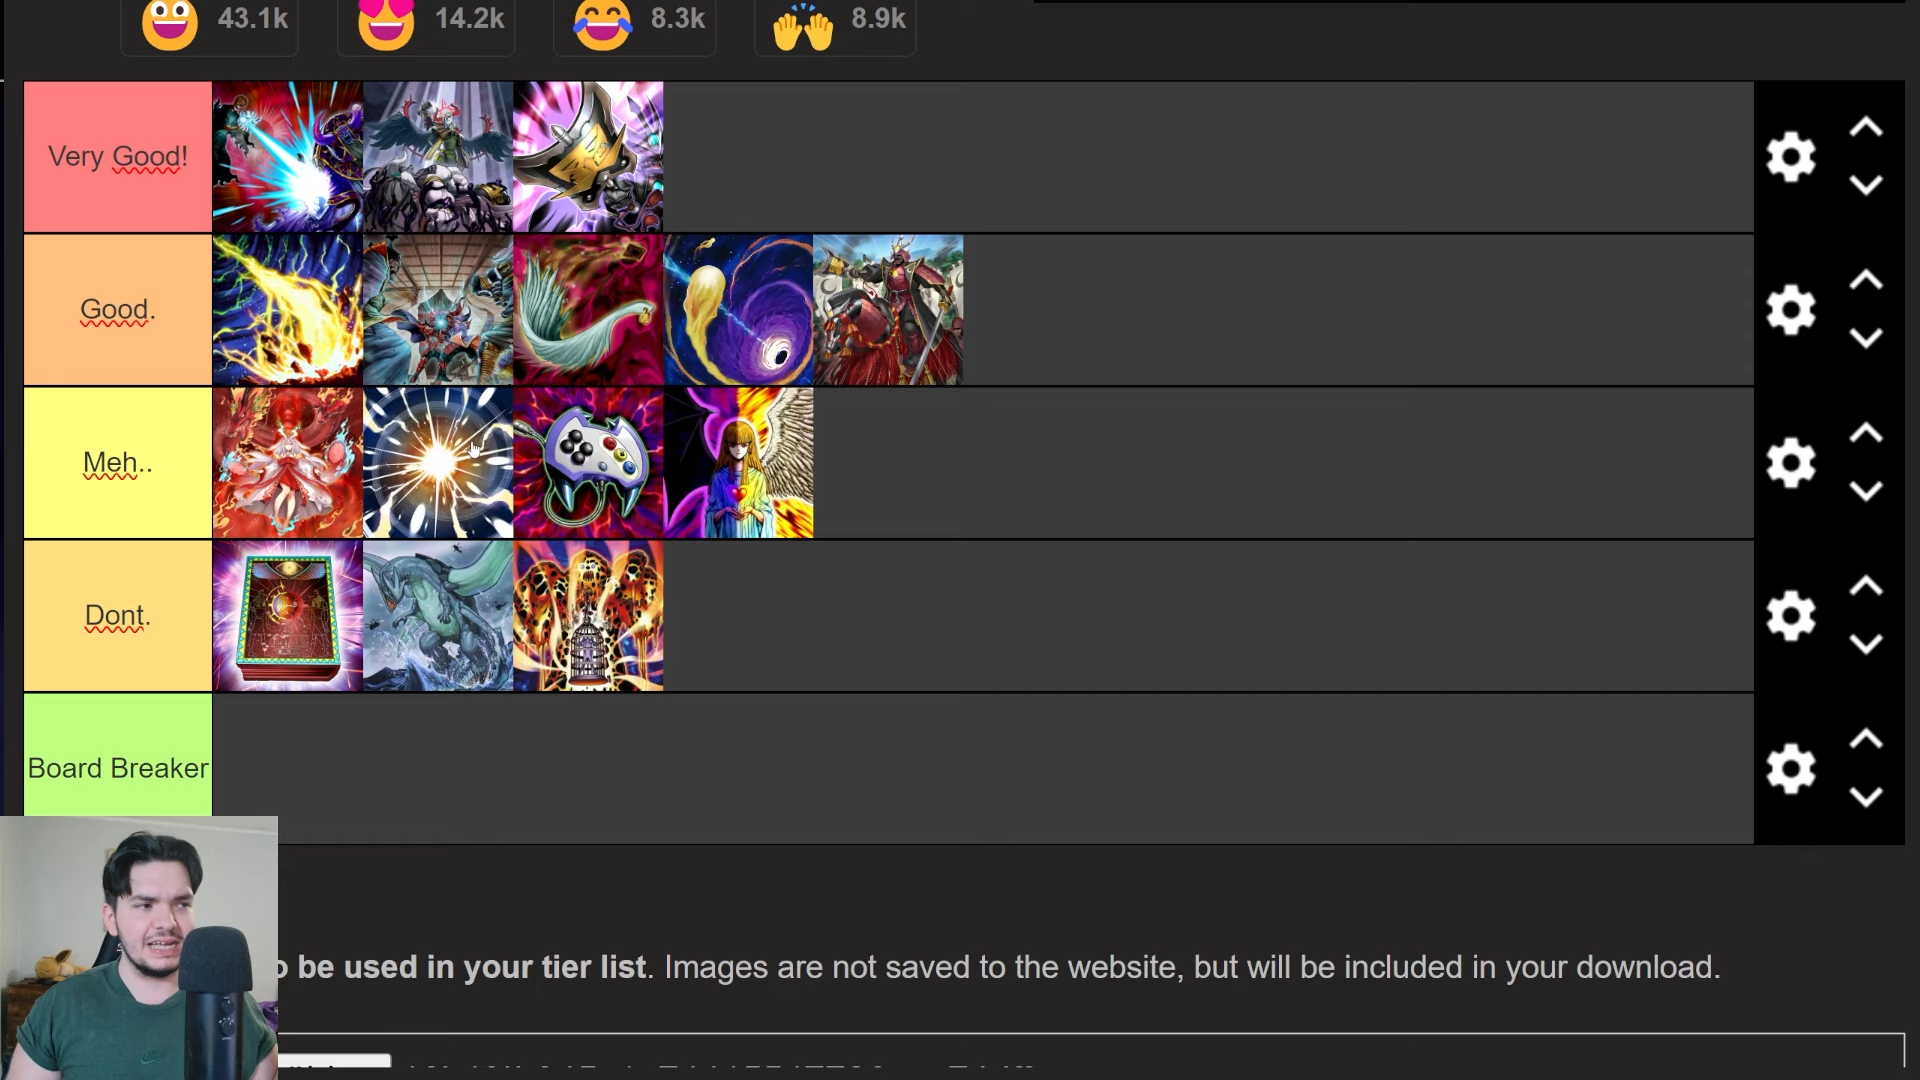 43.1k 14.2k 8.3k 8.9k
Very Good!
Good.
Meh..
Dont.
Board Breaker
be used in your tier list. Images are not saved to the website, but will be included in your download.